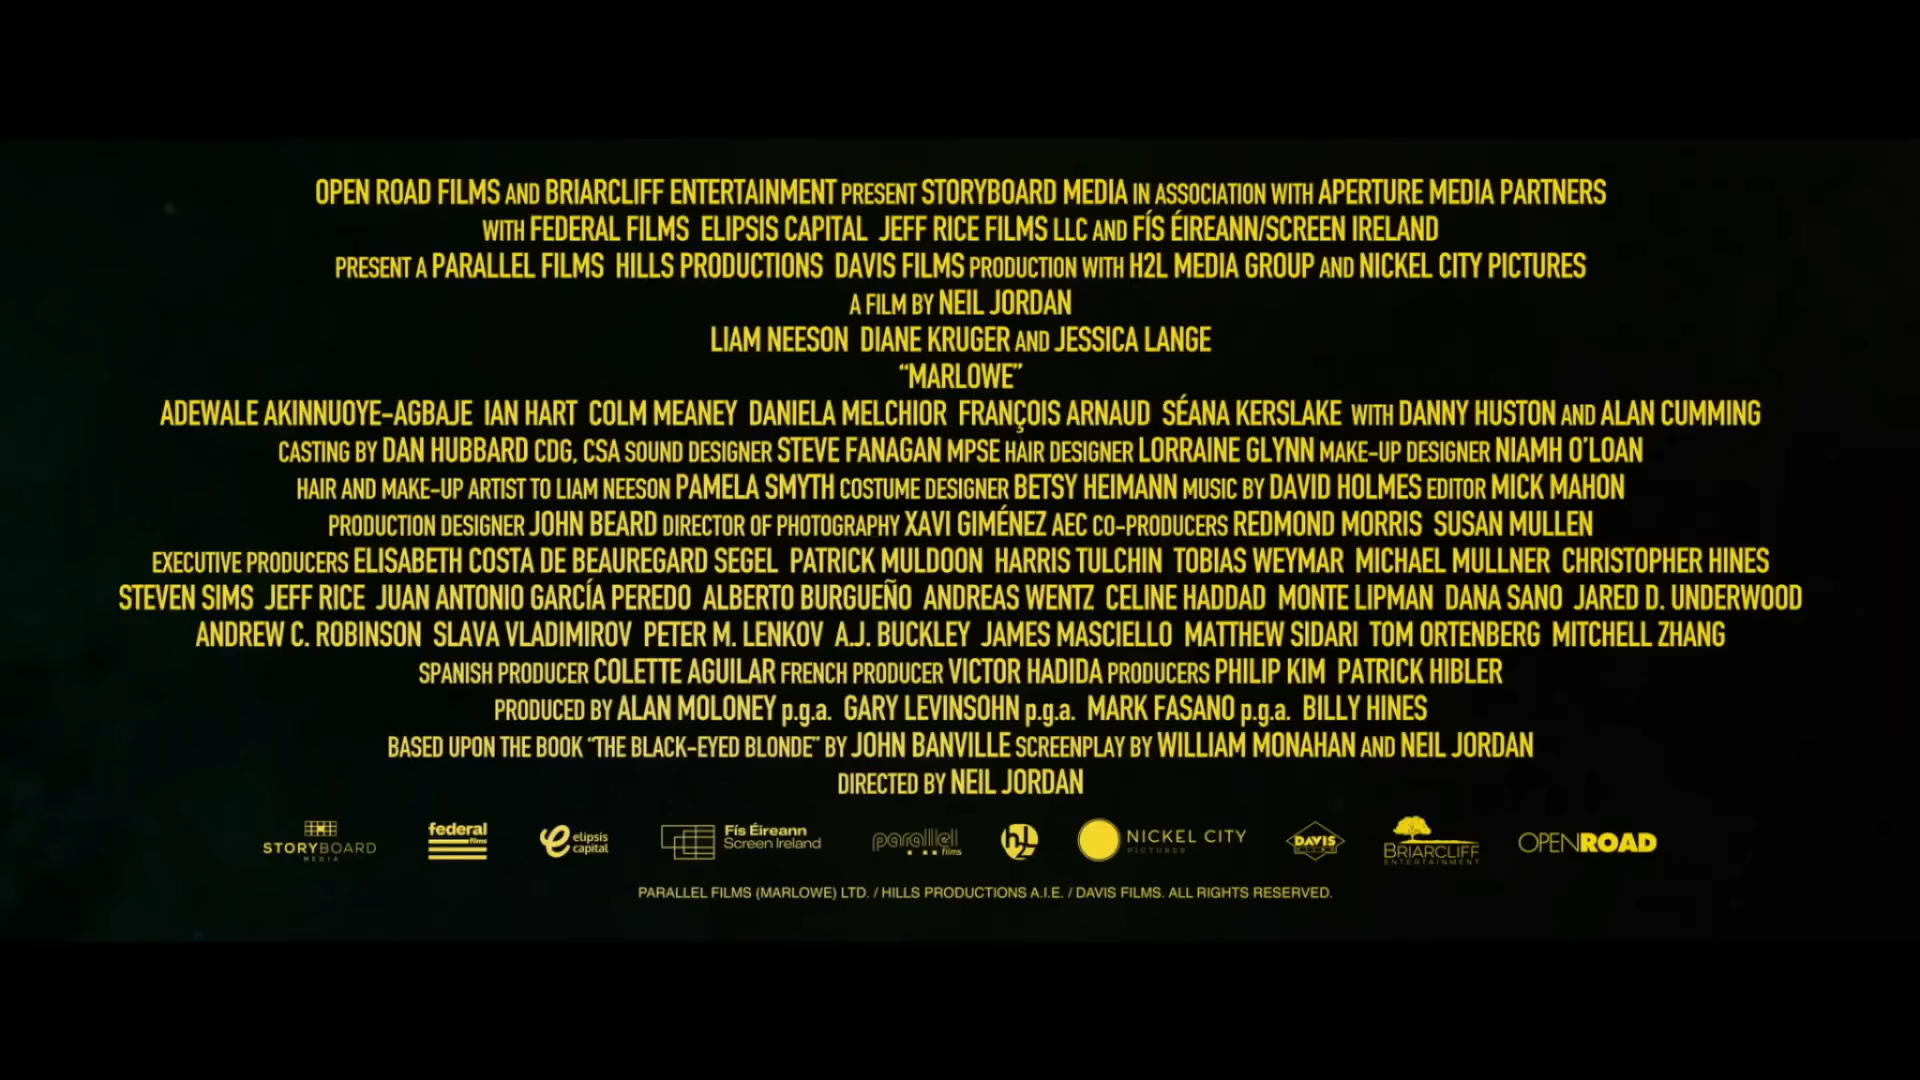 OPEN ROAD FILMS AND BRIARCLIFF ENTERTAINMENT PRESENT STORYBOARD MEDIA IN ASSOCIATION WITH APERTURE MEDIA PARTNERS
WITH FEDERAL FILMS ELIPSIS CAPITAL JEFF RICE FILMS LLC AND FÍS ÉIREANN/SCREEN IRELAND
PRESENT A PARALLEL FILMS HILLS PRODUCTIONS DAVIS FILMS PRODUCTION WITH H2L MEDIA GROUP AND NICKEL CITY PICTURES
A FILM BY NEIL JORDAN
LIAM NEESON DIANE KRUGER AND JESSICA LANGE
“MARLOWE”
ADEWALE AKINNUOYE-AGBAJE IAN HART COLM MEANEY DANIELA MELCHIOR FRANÇOIS ARNAUD SÉANA KERSLAKE WITH DANNY HUSTON AND ALAN CUMMING
CASTING BY DAN HUBBARD CDG, CSA SOUND DESIGNER STEVE FANAGAN MPSE HAIR DESIGNER LORRAINE GLYNN MAKE-UP DESIGNER NIAMH O'LOAN
HAIR AND MAKE-UP ARTIST TO LIAM NEESON PAMELA SMYTH COSTUME DESIGNER BETSY HEIMANN MUSIC BY DAVID HOLMES EDITOR MICK MAHON
PRODUCTION DESIGNER JOHN BEARD DIRECTOR OF PHOTOGRAPHY XAVI GIMÉNEZ AEC CO-PRODUCERS REDMOND MORRIS SUSAN MULLEN
EXECUTIVE PRODUCERS ELISABETH COSTA DE BEAUREGARD SEGEL PATRICK MULDOON HARRIS TULCHIN TOBIAS WEYMAR MICHAEL MULLNER CHRISTOPHER HINES
STEVEN SIMS JEFF RICE JUAN ANTONIO GARCÍA PEREDO ALBERTO BURGUEÑO ANDREAS WENTZ CELINE HADDAD MONTE LIPMAN DANA SANO JARED D. UNDERWOOD
ANDREW C. ROBINSON SLAVA VLADIMIROV PETER M. LENKOV A.J. BUCKLEY JAMES MASCIELLO MATTHEW SIDARI TOM ORTENBERG MITCHELL ZHANG
SPANISH PRODUCER COLETTE AGUILAR FRENCH PRODUCER VICTOR HADIDA PRODUCERS PHILIP KIM PATRICK HIBLER
PRODUCED BY ALAN MOLONEY p.g.a. GARY LEVINSOHN p.g.a. MARK FASANO p.g.a. BILLY HINES
BASED UPON THE BOOK “THE BLACK-EYED BLONDE” BY JOHN BANVILLE SCREENPLAY BY WILLIAM MONAHAN AND NEIL JORDAN
DIRECTED BY NEIL JORDAN
STORYBOARD MEDIA
federal films
elipsis capital
Fís Éireann
Screen Ireland
parallel films
h2l
NICKEL CITY PICTURES
DAVIS
BRIARCLIFF ENTERTAINMENT
OPEN ROAD
PARALLEL FILMS (MARLOWE) LTD. / HILLS PRODUCTIONS A.I.E. / DAVIS FILMS. ALL RIGHTS RESERVED.